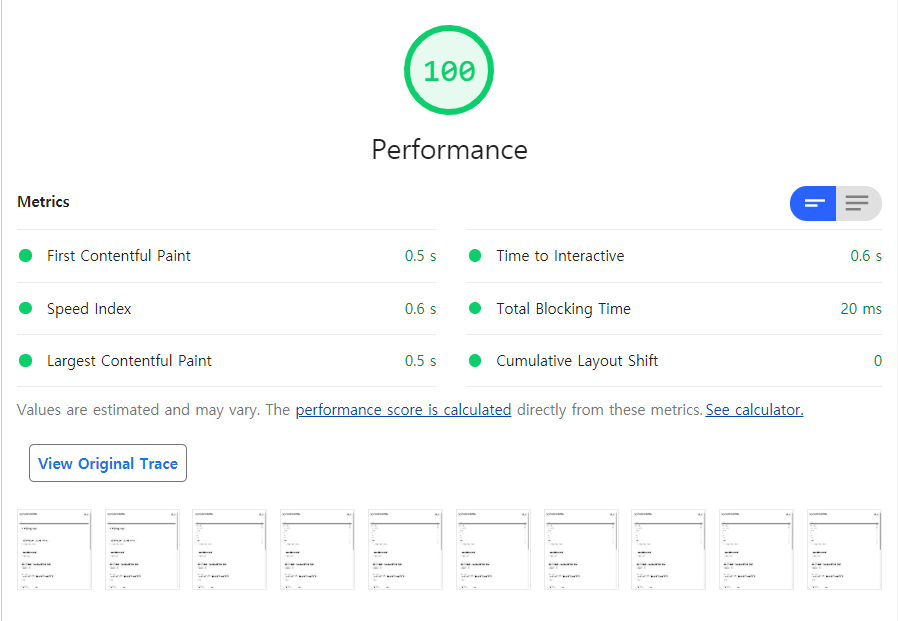 100
Performance
Metrics
First Contentful Paint 0.5 s
Time to Interactive 0.6 s
Speed Index 0.6 s
Total Blocking Time 20 ms
Largest Contentful Paint 0.5 s
Cumulative Layout Shift 0
Values are estimated and may vary. The performance score is calculated directly from these metrics. See calculator.
View Original Trace